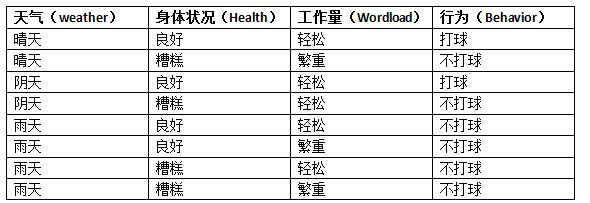 天气（weather） 身体状况（Health） 工作量（Wordload） 行为（Behavior）
晴天 良好 轻松 打球
晴天 糟糕 繁重 不打球
阴天 良好 轻松 打球
阴天 糟糕 轻松 不打球
雨天 良好 轻松 不打球
雨天 良好 繁重 不打球
雨天 糟糕 轻松 不打球
雨天 糟糕 繁重 不打球